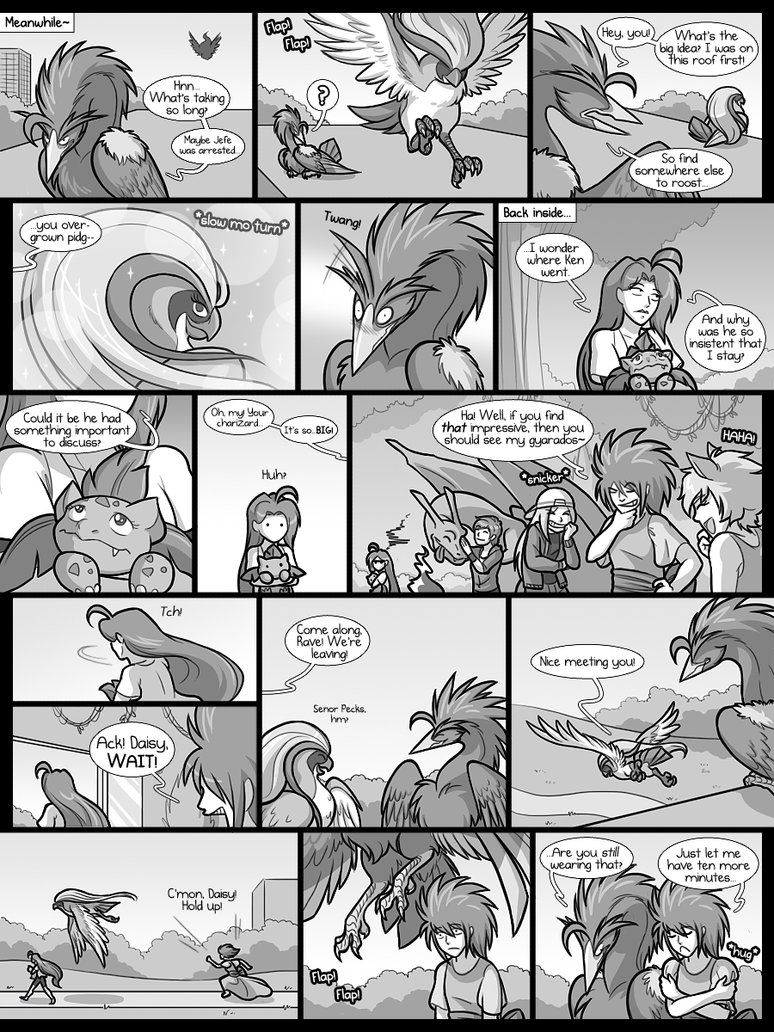 Meanwhile~
Hnn...
What's taking
so long?
Maybe Jefe
was arrested...
Flap!
Flap!
?
Hey, you!
What's the
big idea? I was on
this roof first!
So find
somewhere else
to roost...
...you over-
grown pidg--
*slow mo turn*
Twang!
Back inside...
...I wonder
where Ken
went.
And why
was he so
insistent that
I stay?
Could it be he had
something important
to discuss?
Oh, my! Your
charizard...
It's so...BIG!
Huh?
Ha! Well, if you find
that impressive, then you
should see my gyarados~
*snicker*
HAHA!
Tch!
Ack! Daisy,
WAIT!
Come along,
Rave! We're
leaving!
Senor Pecks,
hm?
Nice meeting you!
C'mon, Daisy!
Hold up!
Flap!
Flap!
...Are you still
wearing that?
Just let me
have ten more
minutes...
*hug*